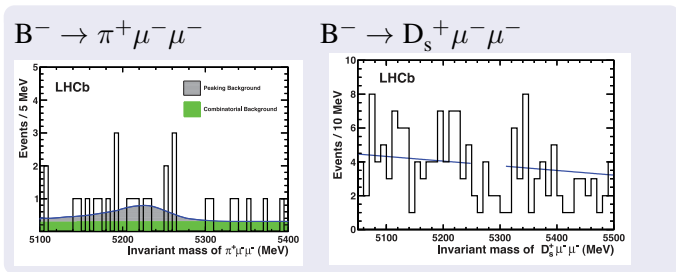 B⁻ → π⁺μ⁻μ⁻
B⁻ → Dₛ⁺μ⁻μ⁻
Events / 5 MeV
5
4
3
2
1
0
LHCb
Peaking Background
Combinatorial Background
5100 5200 5300 5400
Invariant mass of π⁺μ⁻μ⁻ (MeV)
Events / 10 MeV
10
8
6
4
2
0
LHCb
5100 5200 5300 5400 5500
Invariant mass of Dₛ⁺ μ⁻ μ⁻ (MeV)